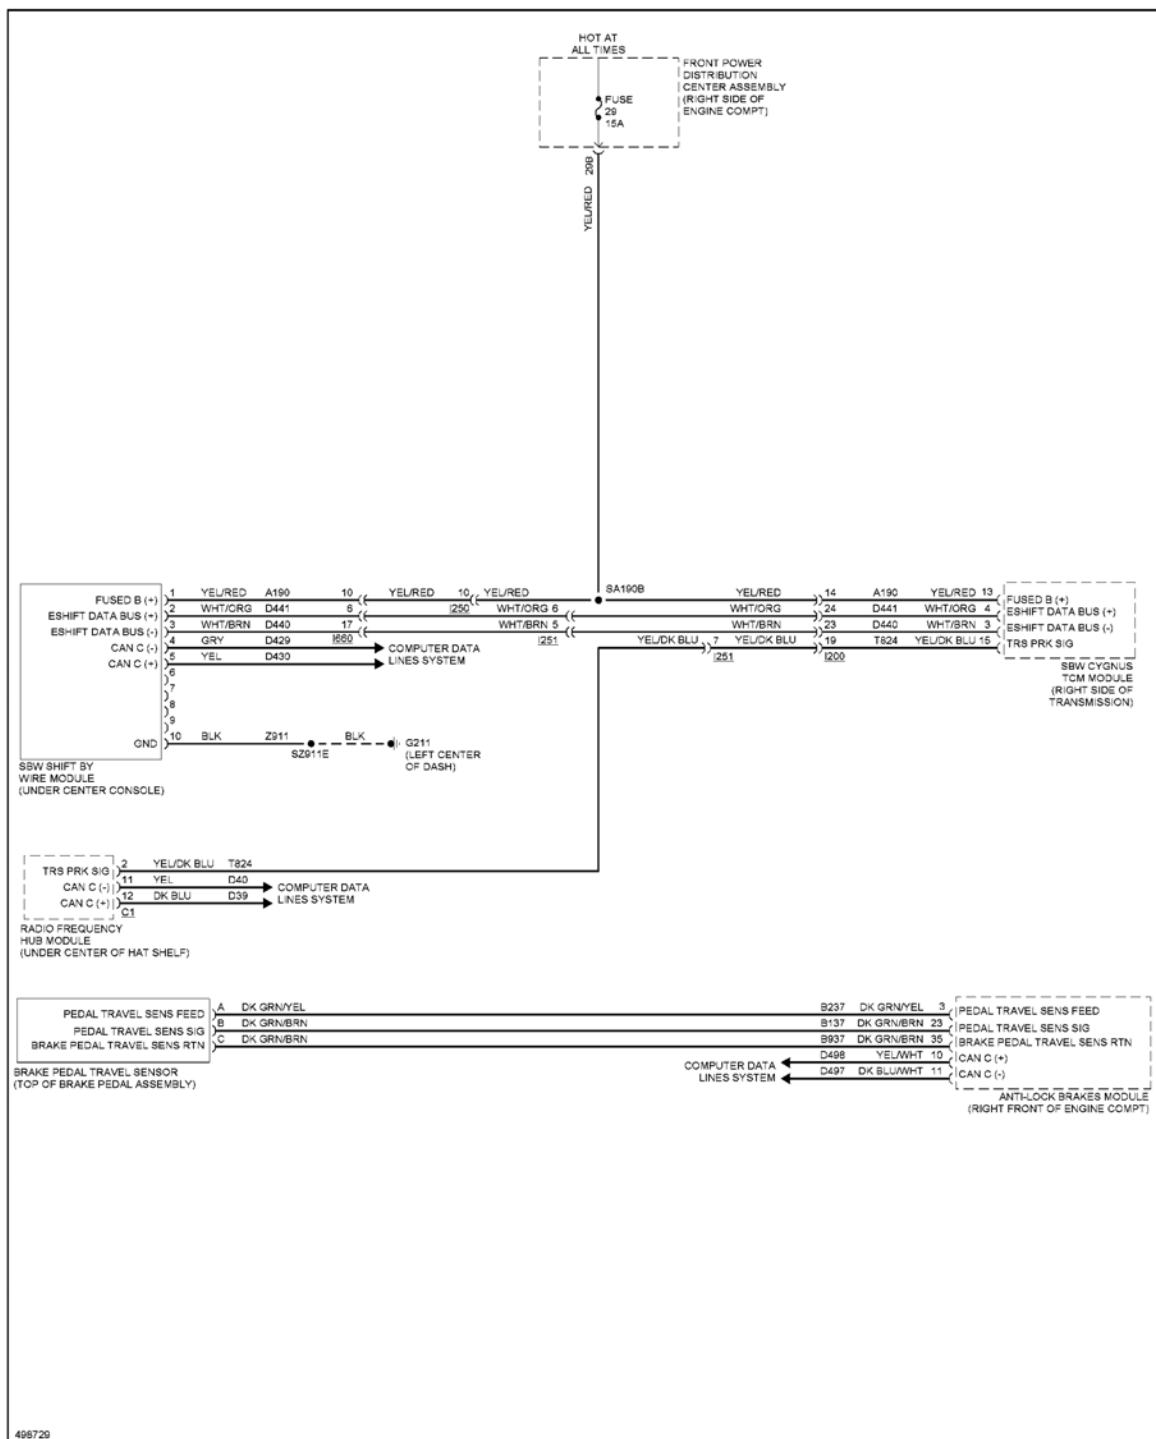 HOT AT
ALL TIMES
FRONT POWER
DISTRIBUTION
CENTER ASSEMBLY
(RIGHT SIDE OF
ENGINE COMPT)
FUSE
29
15A
29B
YEL/RED
SA190B
FUSED B (+) 1 YEL/RED A190 10 YEL/RED 10 YEL/RED YEL/RED 14 A190 YEL/RED 13 FUSED B (+)
ESHIFT DATA BUS (+) 2 WHT/ORG D441 6 I250 WHT/ORG 6 WHT/ORG 24 D441 WHT/ORG 4 ESHIFT DATA BUS (+)
ESHIFT DATA BUS (-) 3 WHT/BRN D440 17 WHT/BRN 5 WHT/BRN 23 D440 WHT/BRN 3 ESHIFT DATA BUS (-)
CAN C (-) 4 GRY D429 I660 COMPUTER DATA I251 YEL/DK BLU 7 YEL/DK BLU 19 T824 YEL/DK BLU 15 TRS PRK SIG
CAN C (+) 5 YEL D430 LINES SYSTEM I251 I200
6
7
8
9
GND 10 BLK Z911 BLK G211
SZ911E (LEFT CENTER
OF DASH)
SBW SHIFT BY
WIRE MODULE
(UNDER CENTER CONSOLE)
SBW CYGNUS
TCM MODULE
(RIGHT SIDE OF
TRANSMISSION)
TRS PRK SIG 2 YEL/DK BLU T824
CAN C (-) 11 YEL D40 COMPUTER DATA
CAN C (+) 12 DK BLU D39 LINES SYSTEM
C1
RADIO FREQUENCY
HUB MODULE
(UNDER CENTER OF HAT SHELF)
PEDAL TRAVEL SENS FEED A DK GRN/YEL B237 DK GRN/YEL 3 PEDAL TRAVEL SENS FEED
PEDAL TRAVEL SENS SIG B DK GRN/BRN B137 DK GRN/BRN 23 PEDAL TRAVEL SENS SIG
BRAKE PEDAL TRAVEL SENS RTN C DK GRN/BRN B937 DK GRN/BRN 35 BRAKE PEDAL TRAVEL SENS RTN
COMPUTER DATA D498 YEL/WHT 10 CAN C (+)
LINES SYSTEM D497 DK BLU/WHT 11 CAN C (-)
BRAKE PEDAL TRAVEL SENSOR
(TOP OF BRAKE PEDAL ASSEMBLY)
ANTI-LOCK BRAKES MODULE
(RIGHT FRONT OF ENGINE COMPT)
498729